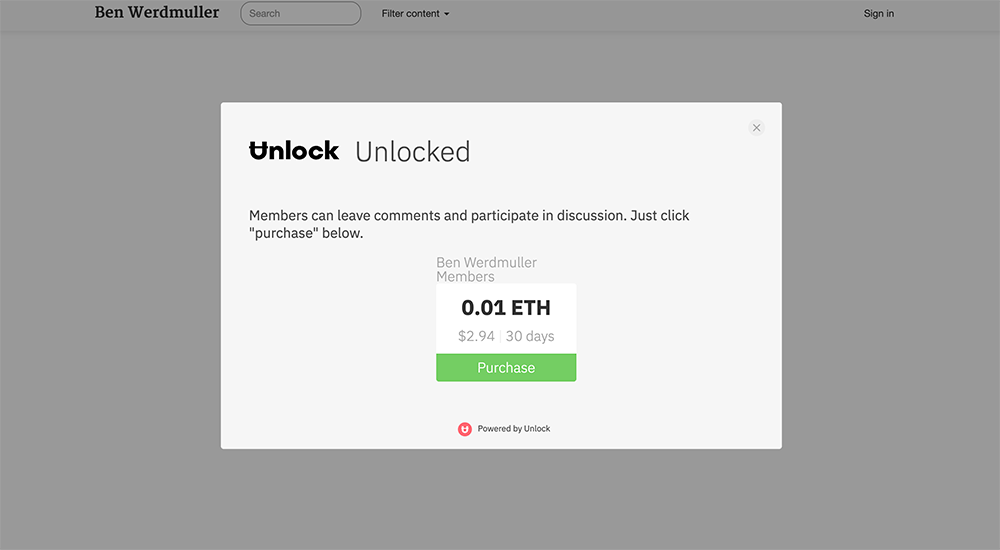 Ben Werdmuller Search Filter content Sign in
Unlock Unlocked
Members can leave comments and participate in discussion. Just click
"purchase" below.
Ben Werdmuller
Members
0.01 ETH
$2.94 | 30 days
Purchase
Powered by Unlock